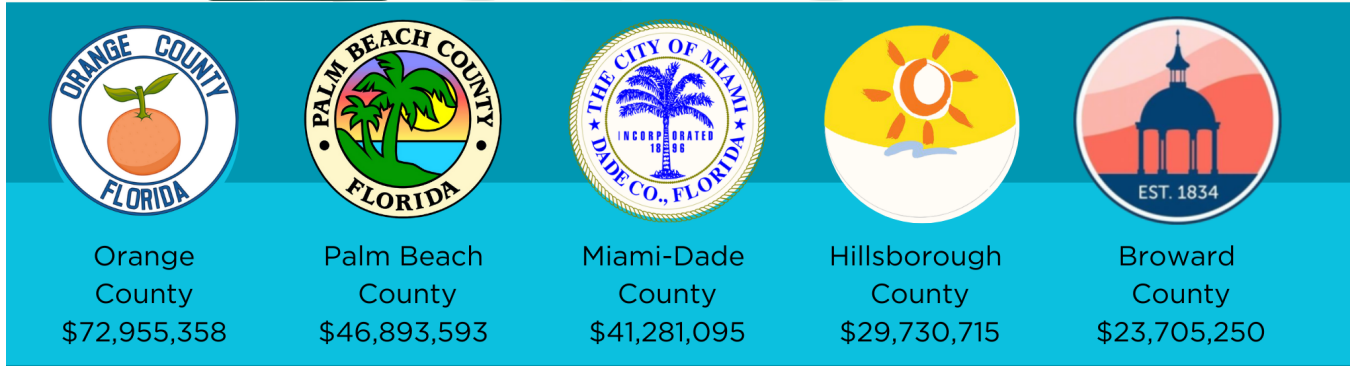 ORANGE COUNTY
FLORIDA
PALM BEACH COUNTY
FLORIDA
THE CITY OF MIAMI
INCORPORATED
1896
DADE CO., FLORIDA
EST. 1834
Orange
County
$72,955,358
Palm Beach
County
$46,893,593
Miami-Dade
County
$41,281,095
Hillsborough
County
$29,730,715
Broward
County
$23,705,250